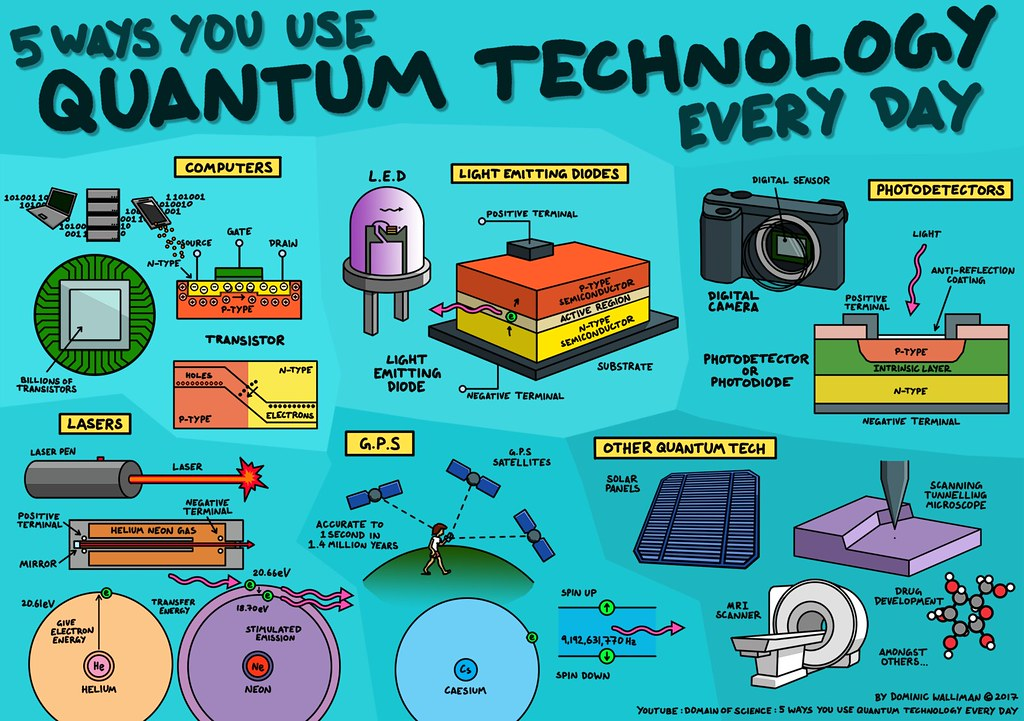 5 WAYS YOU USE
QUANTUM TECHNOLOGY
EVERY DAY
COMPUTERS
101001
101001
001011
0010
01010
01010
0011
SOURCE
GATE
DRAIN
N-TYPE
P-TYPE
TRANSISTOR
BILLIONS OF
TRANSISTORS
HOLES
N-TYPE
P-TYPE
ELECTRONS
L.E.D
LIGHT EMITTING DIODES
POSITIVE TERMINAL
P-TYPE
SEMICONDUCTOR
ACTIVE REGION
e
N-TYPE
SEMICONDUCTOR
SUBSTRATE
NEGATIVE TERMINAL
LIGHT
EMITTING
DIODE
DIGITAL SENSOR
PHOTODETECTORS
DIGITAL
CAMERA
LIGHT
ANTI-REFLECTION
COATING
POSITIVE
TERMINAL
PHOTODETECTOR
OR
PHOTODIODE
P-TYPE
INTRINSIC LAYER
N-TYPE
NEGATIVE TERMINAL
LASERS
LASER PEN
LASER
POSITIVE
TERMINAL
NEGATIVE
TERMINAL
HELIUM NEON GAS
MIRROR
20.61eV
e
GIVE
ELECTRON
ENERGY
He
HELIUM
TRANSFER
ENERGY
20.66eV
e
e
18.70eV
STIMULATED
EMISSION
Ne
NEON
G.P.S
G.P.S
SATELLITES
ACCURATE TO
1 SECOND IN
1.4 MILLION YEARS
e
Cs
CAESIUM
SPIN UP
9,192,631,770 Hz
SPIN DOWN
OTHER QUANTUM TECH
SOLAR
PANELS
SCANNING
TUNNELLING
MICROSCOPE
MRI
SCANNER
DRUG
DEVELOPMENT
AMONGST
OTHERS...
BY DOMINIC WALLIMAN © 2017
YOUTUBE : DOMAIN OF SCIENCE : 5 WAYS YOU USE QUANTUM TECHNOLOGY EVERY DAY